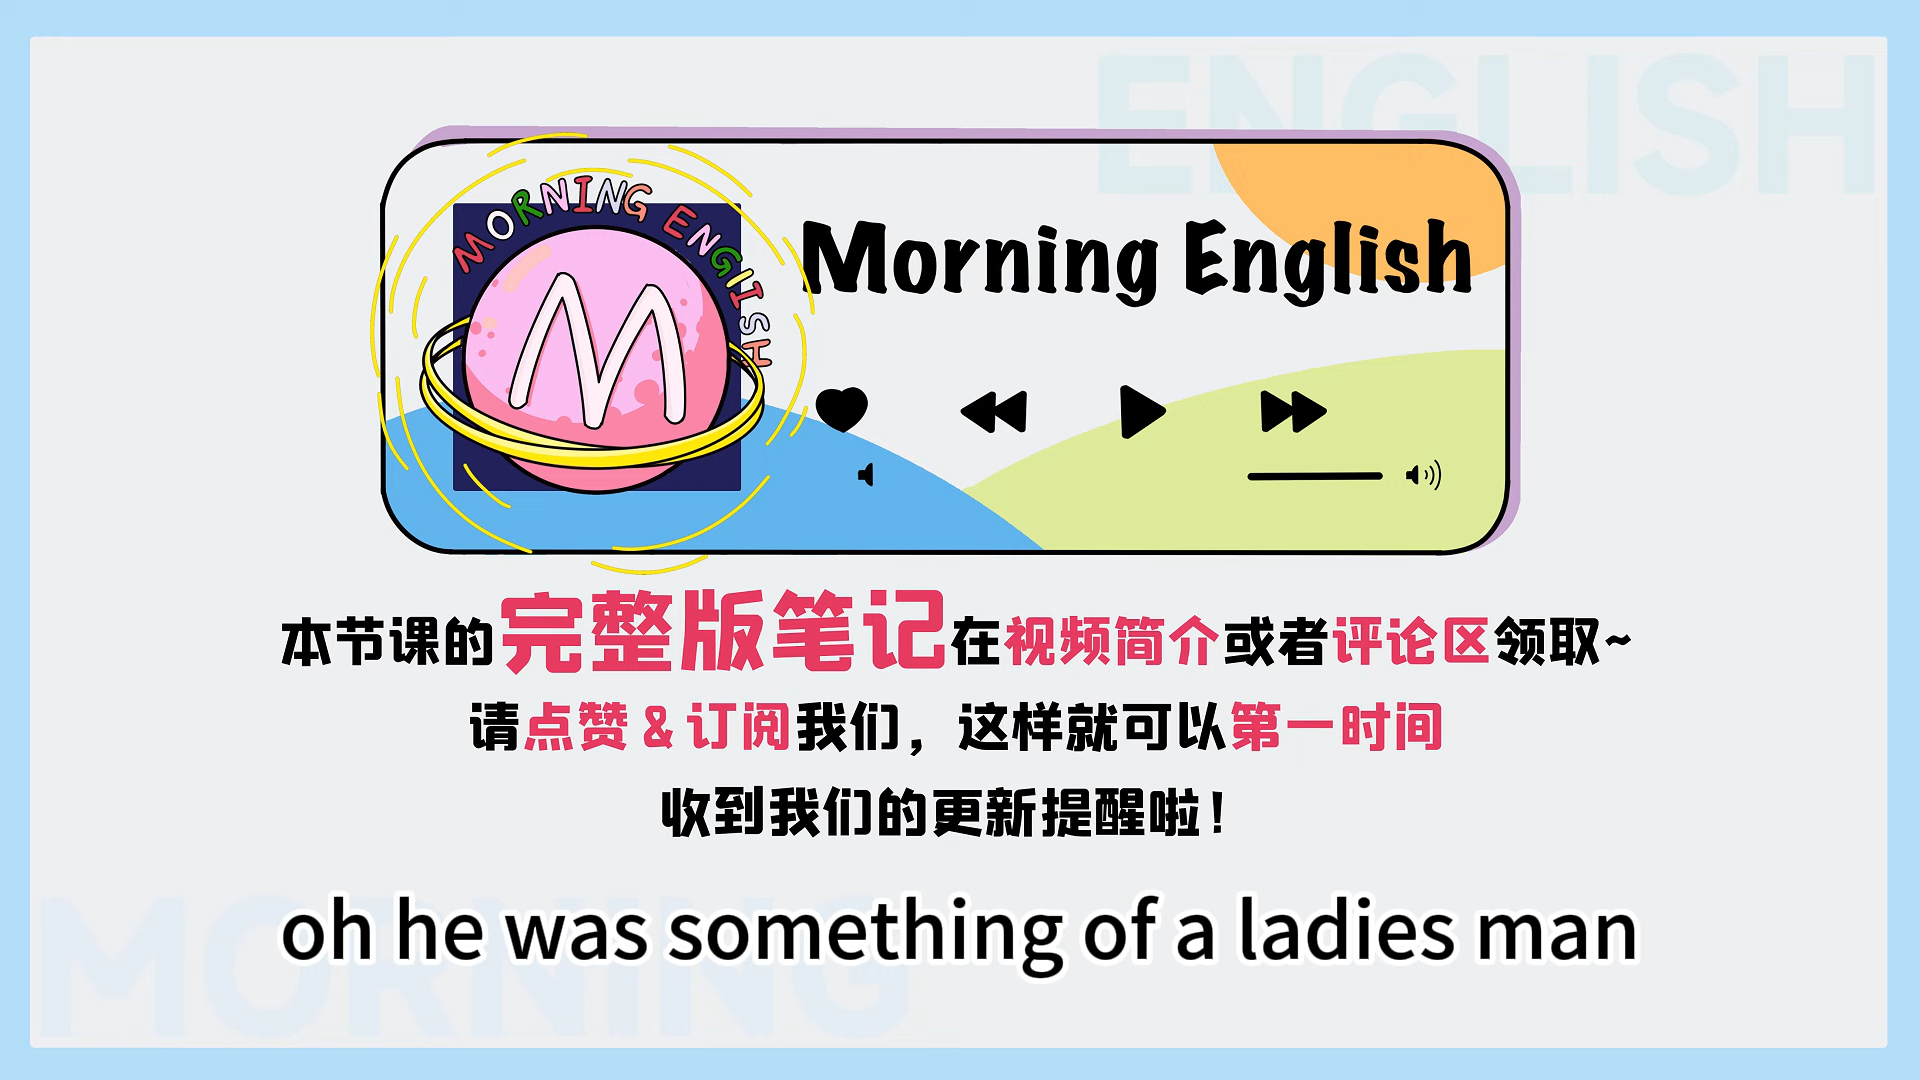 ENGLISH
MORNING ENGLISH
M
Morning English
本节课的完整版笔记在视频简介或者评论区领取~
请点赞&订阅我们，这样就可以第一时间
收到我们的更新提醒啦！
MORNING
oh he was something of a ladies man